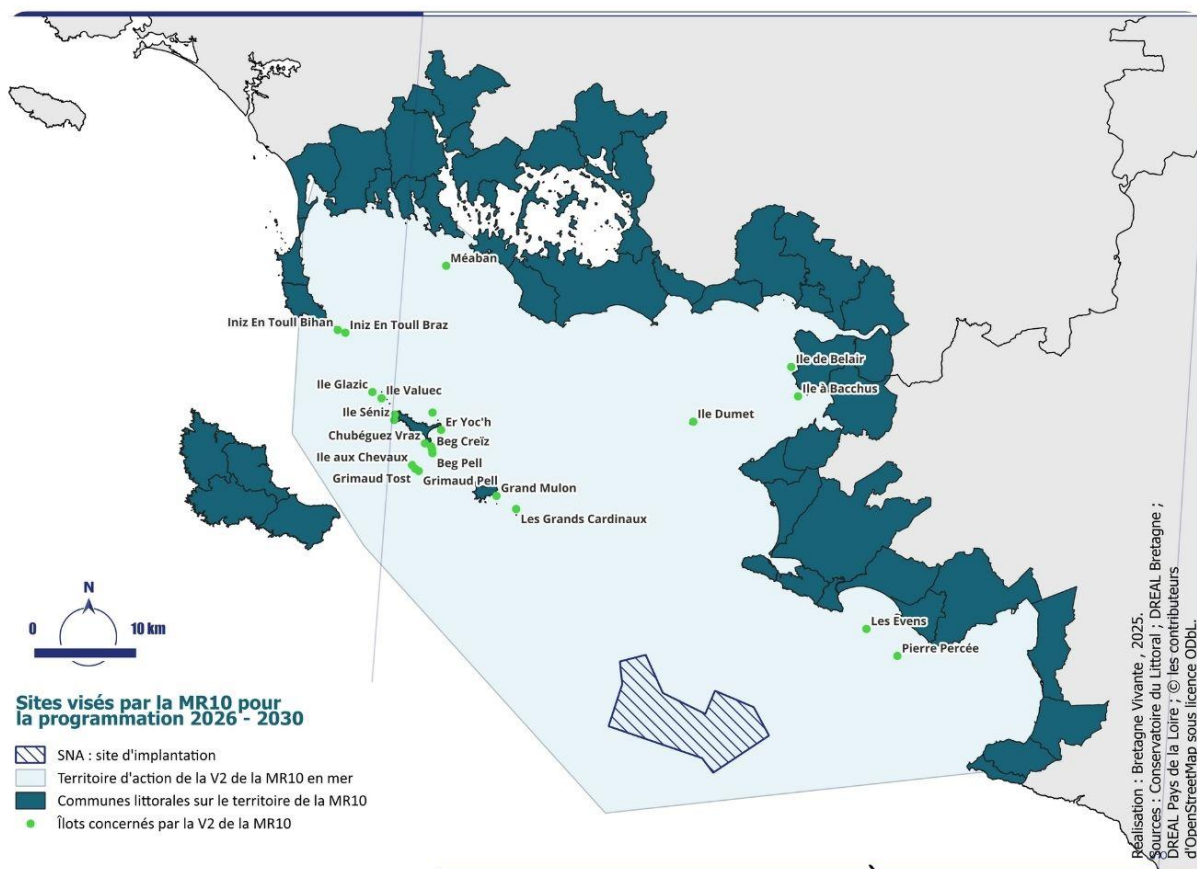 Méaban
Iniz En Toull Bihan
Iniz En Toull Braz
Ile de Belair
Ile Glazic
Ile Valuec
Ile à Bacchus
Ile Séniz
Er Yoc'h
Ile Dumet
Chubéguez Vraz
Beg Creïz
Ile aux Chevaux
Beg Pell
Grimaud Tost
Grimaud Pell
Grand Mulon
Les Grands Cardinaux
Les Évens
Pierre Percée
N
0 10 km
Sites visés par la MR10 pour
la programmation 2026 - 2030
SNA : site d'implantation
Territoire d'action de la V2 de la MR10 en mer
Communes littorales sur le territoire de la MR10
Îlots concernés par la V2 de la MR10
Réalisation : Bretagne Vivante , 2025.
Sources : Conservatoire du Littoral ; DREAL Bretagne ;
DREAL Pays de la Loire ; © les contributeurs
d'OpenStreetMap sous licence ODbL.